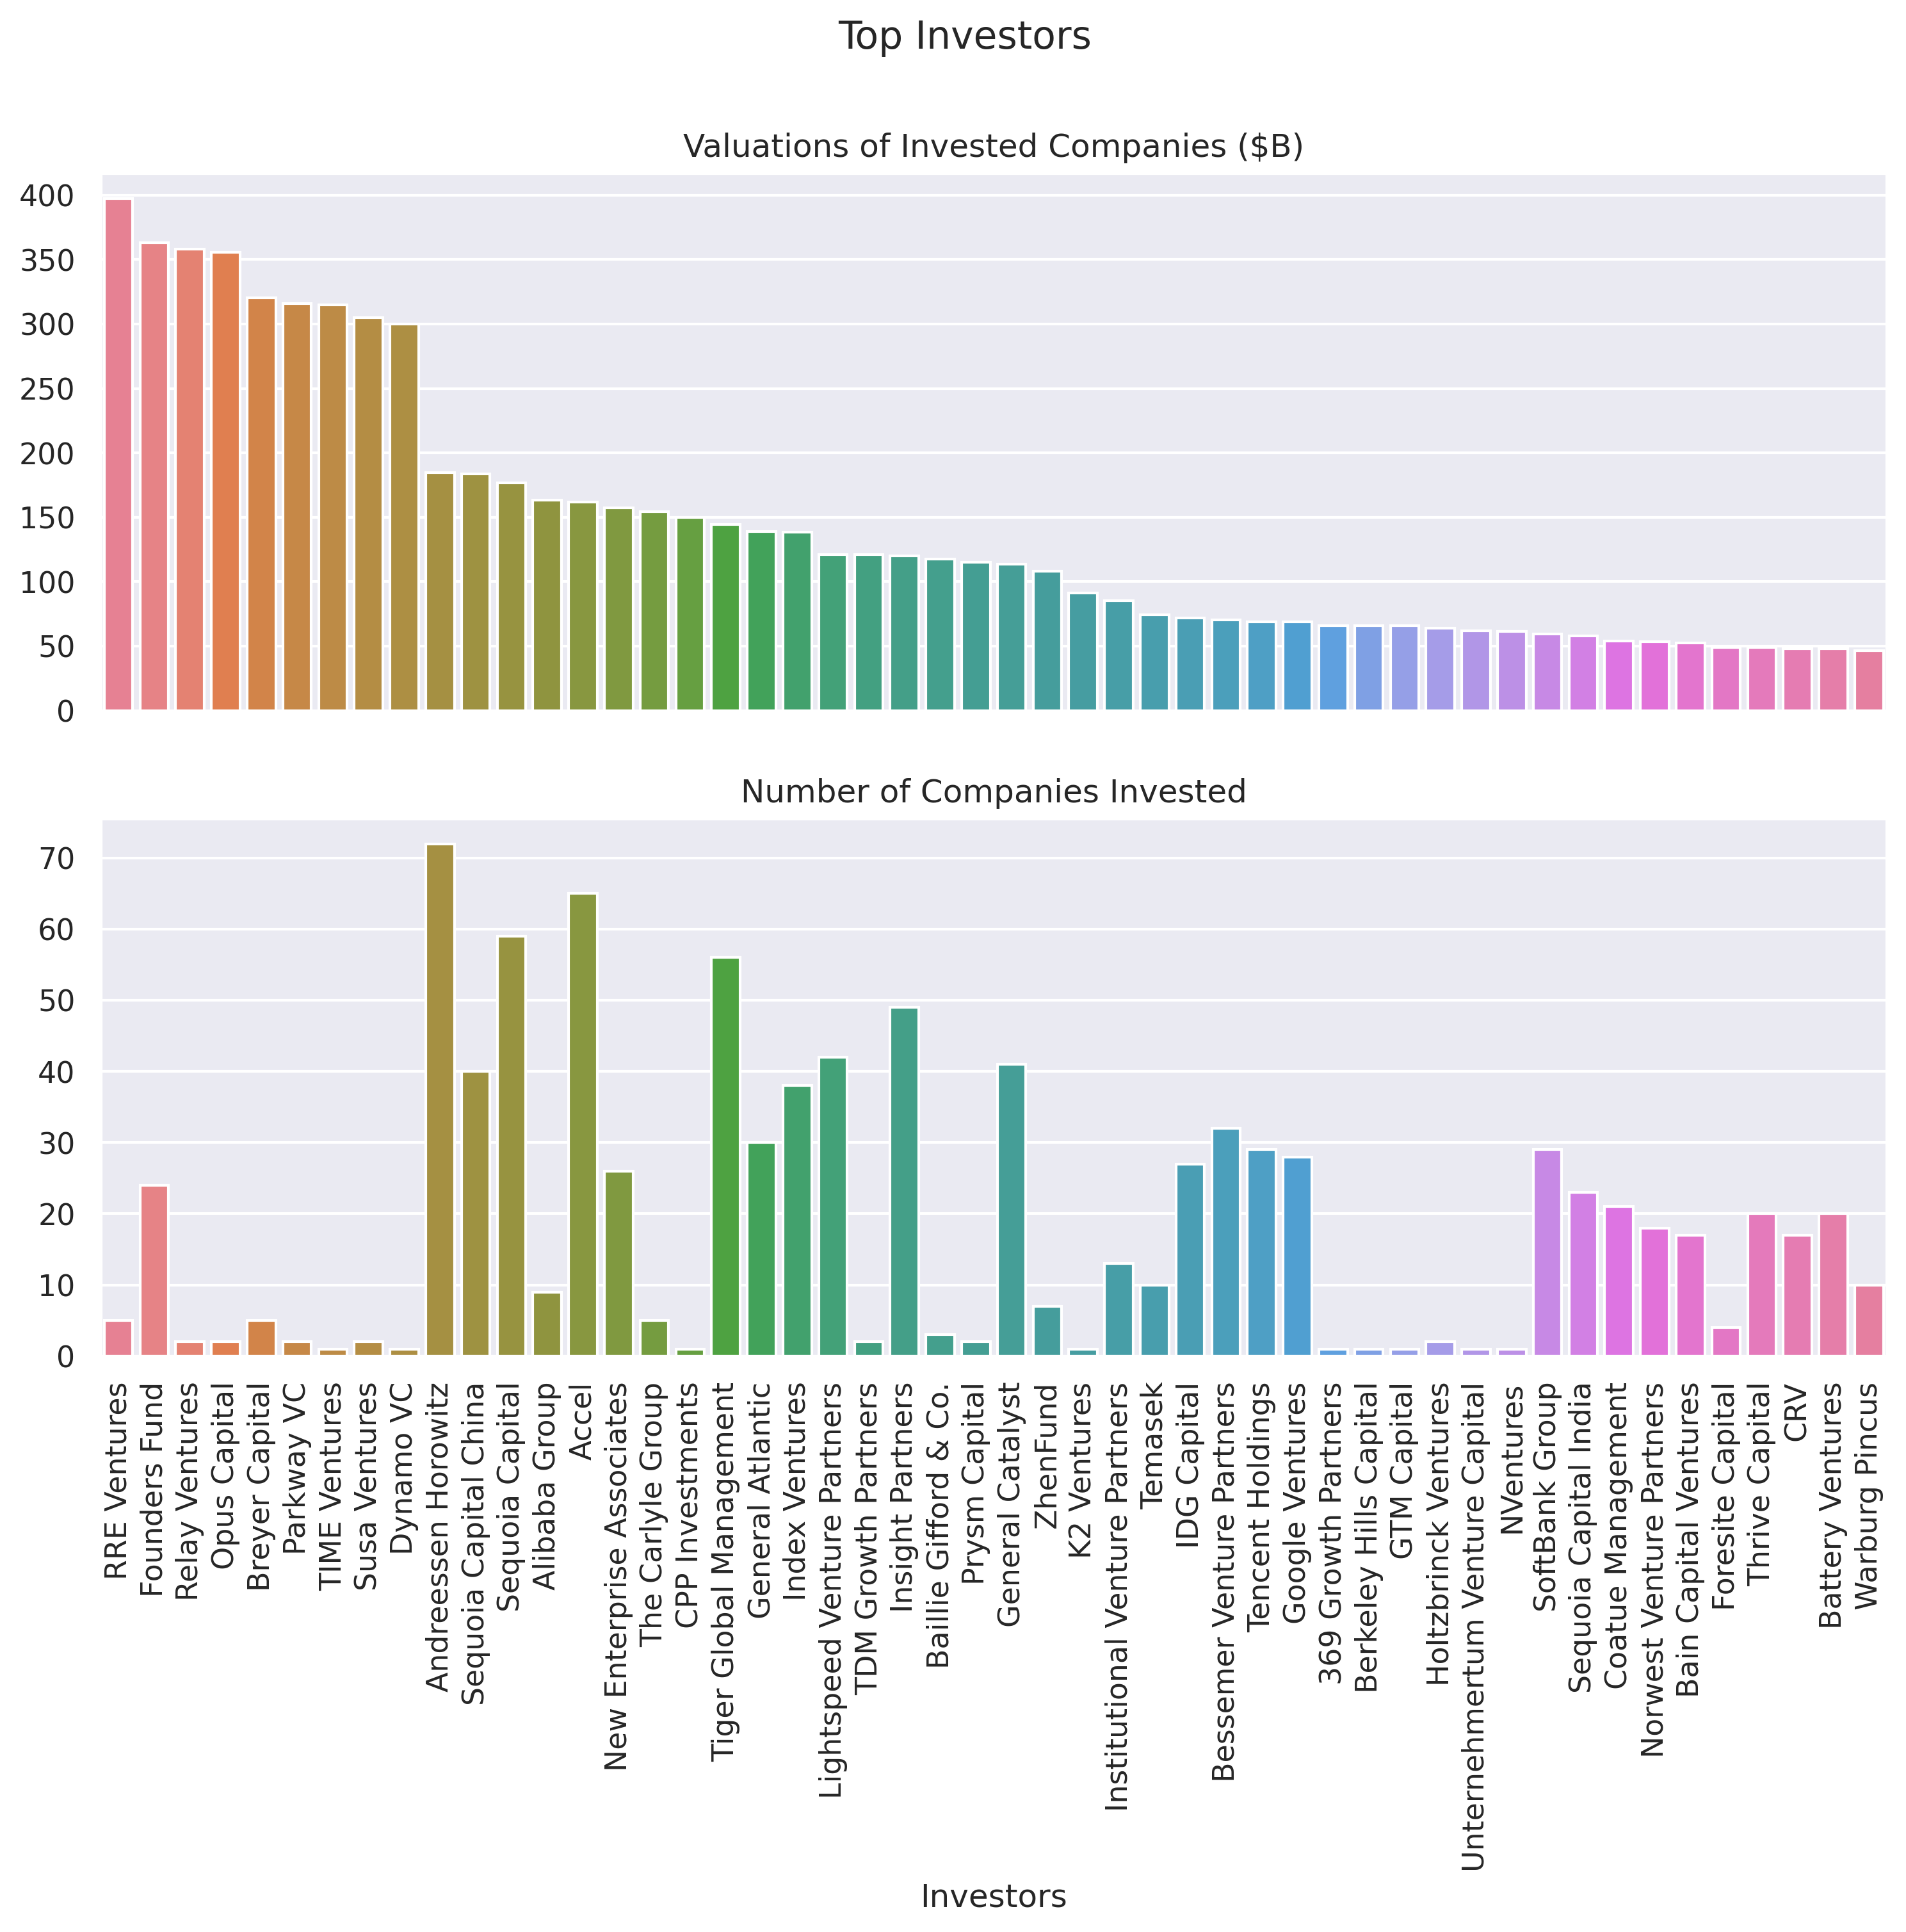 Top Investors
Valuations of Invested Companies ($B)
400
350
300
250
200
150
100
50
0
Number of Companies Invested
70
60
50
40
30
20
10
0
RRE Ventures
Founders Fund
Relay Ventures
Opus Capital
Breyer Capital
Parkway VC
TIME Ventures
Susa Ventures
Dynamo VC
Andreessen Horowitz
Sequoia Capital China
Sequoia Capital
Alibaba Group
Accel
New Enterprise Associates
The Carlyle Group
CPP Investments
Tiger Global Management
General Atlantic
Index Ventures
Lightspeed Venture Partners
TDM Growth Partners
Insight Partners
Baillie Gifford & Co.
Prysm Capital
General Catalyst
ZhenFund
K2 Ventures
Institutional Venture Partners
Temasek
IDG Capital
Bessemer Venture Partners
Tencent Holdings
Google Ventures
369 Growth Partners
Berkeley Hills Capital
GTM Capital
Holtzbrinck Ventures
Unternehmertum Venture Capital
NVentures
SoftBank Group
Sequoia Capital India
Coatue Management
Norwest Venture Partners
Bain Capital Ventures
Foresite Capital
Thrive Capital
CRV
Battery Ventures
Warburg Pincus
Investors